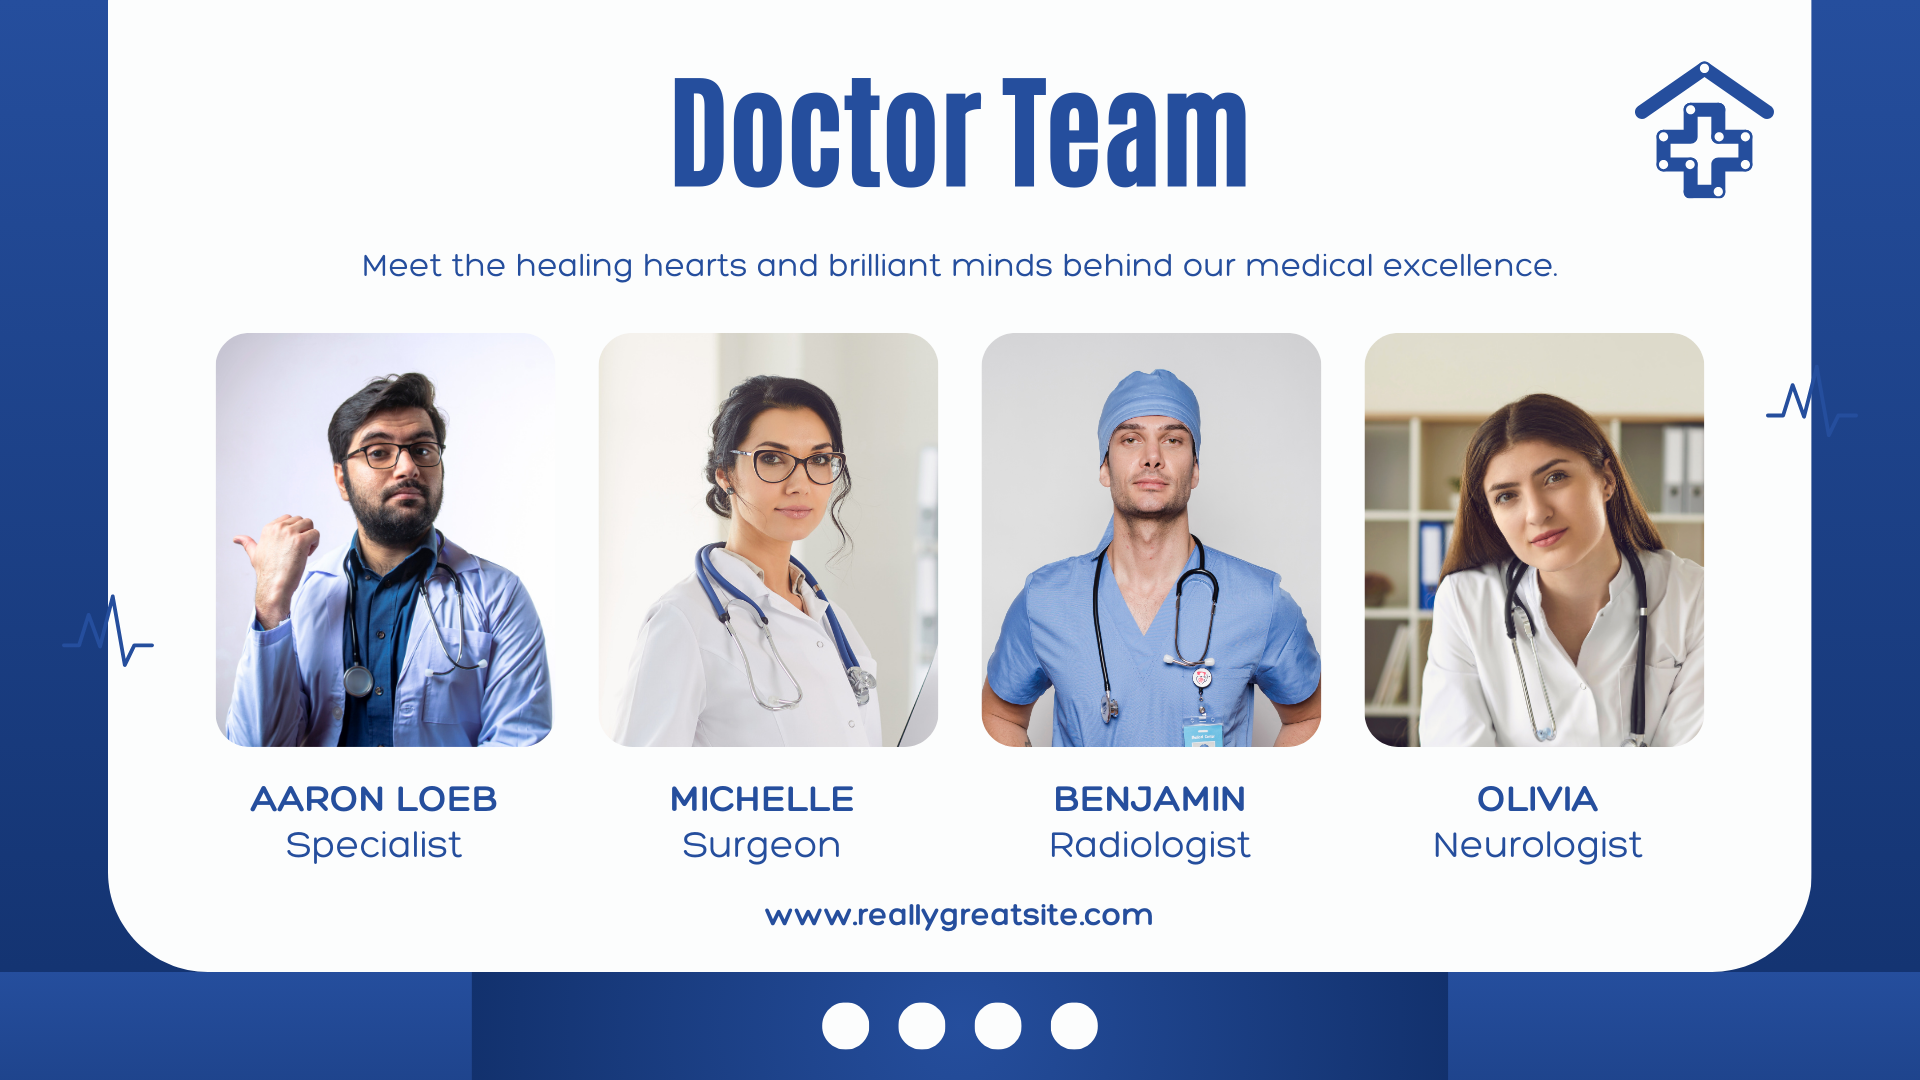 Doctor Team
Meet the healing hearts and brilliant minds behind our medical excellence.
AARON LOEB
Specialist
MICHELLE
Surgeon
BENJAMIN
Radiologist
OLIVIA
Neurologist
www.reallygreatsite.com